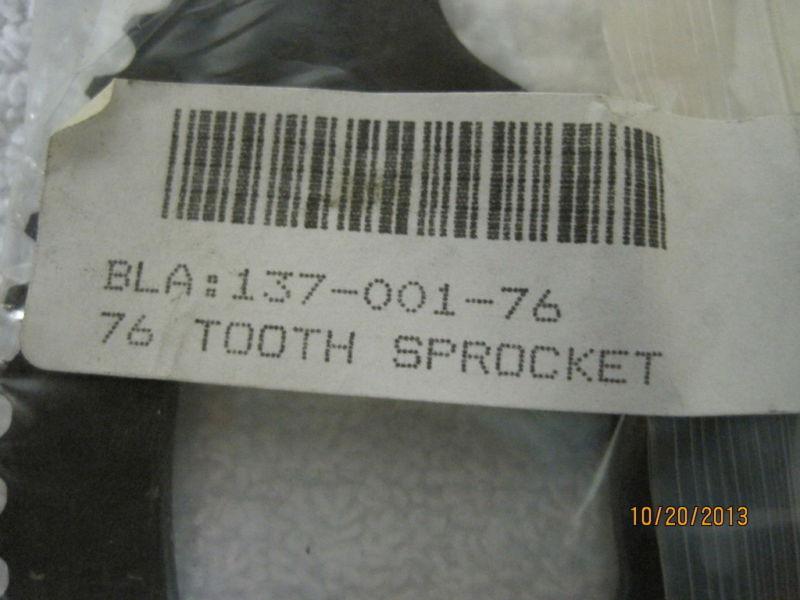 BLA:137-001-76
76 TOOTH SPROCKET
10/20/2013